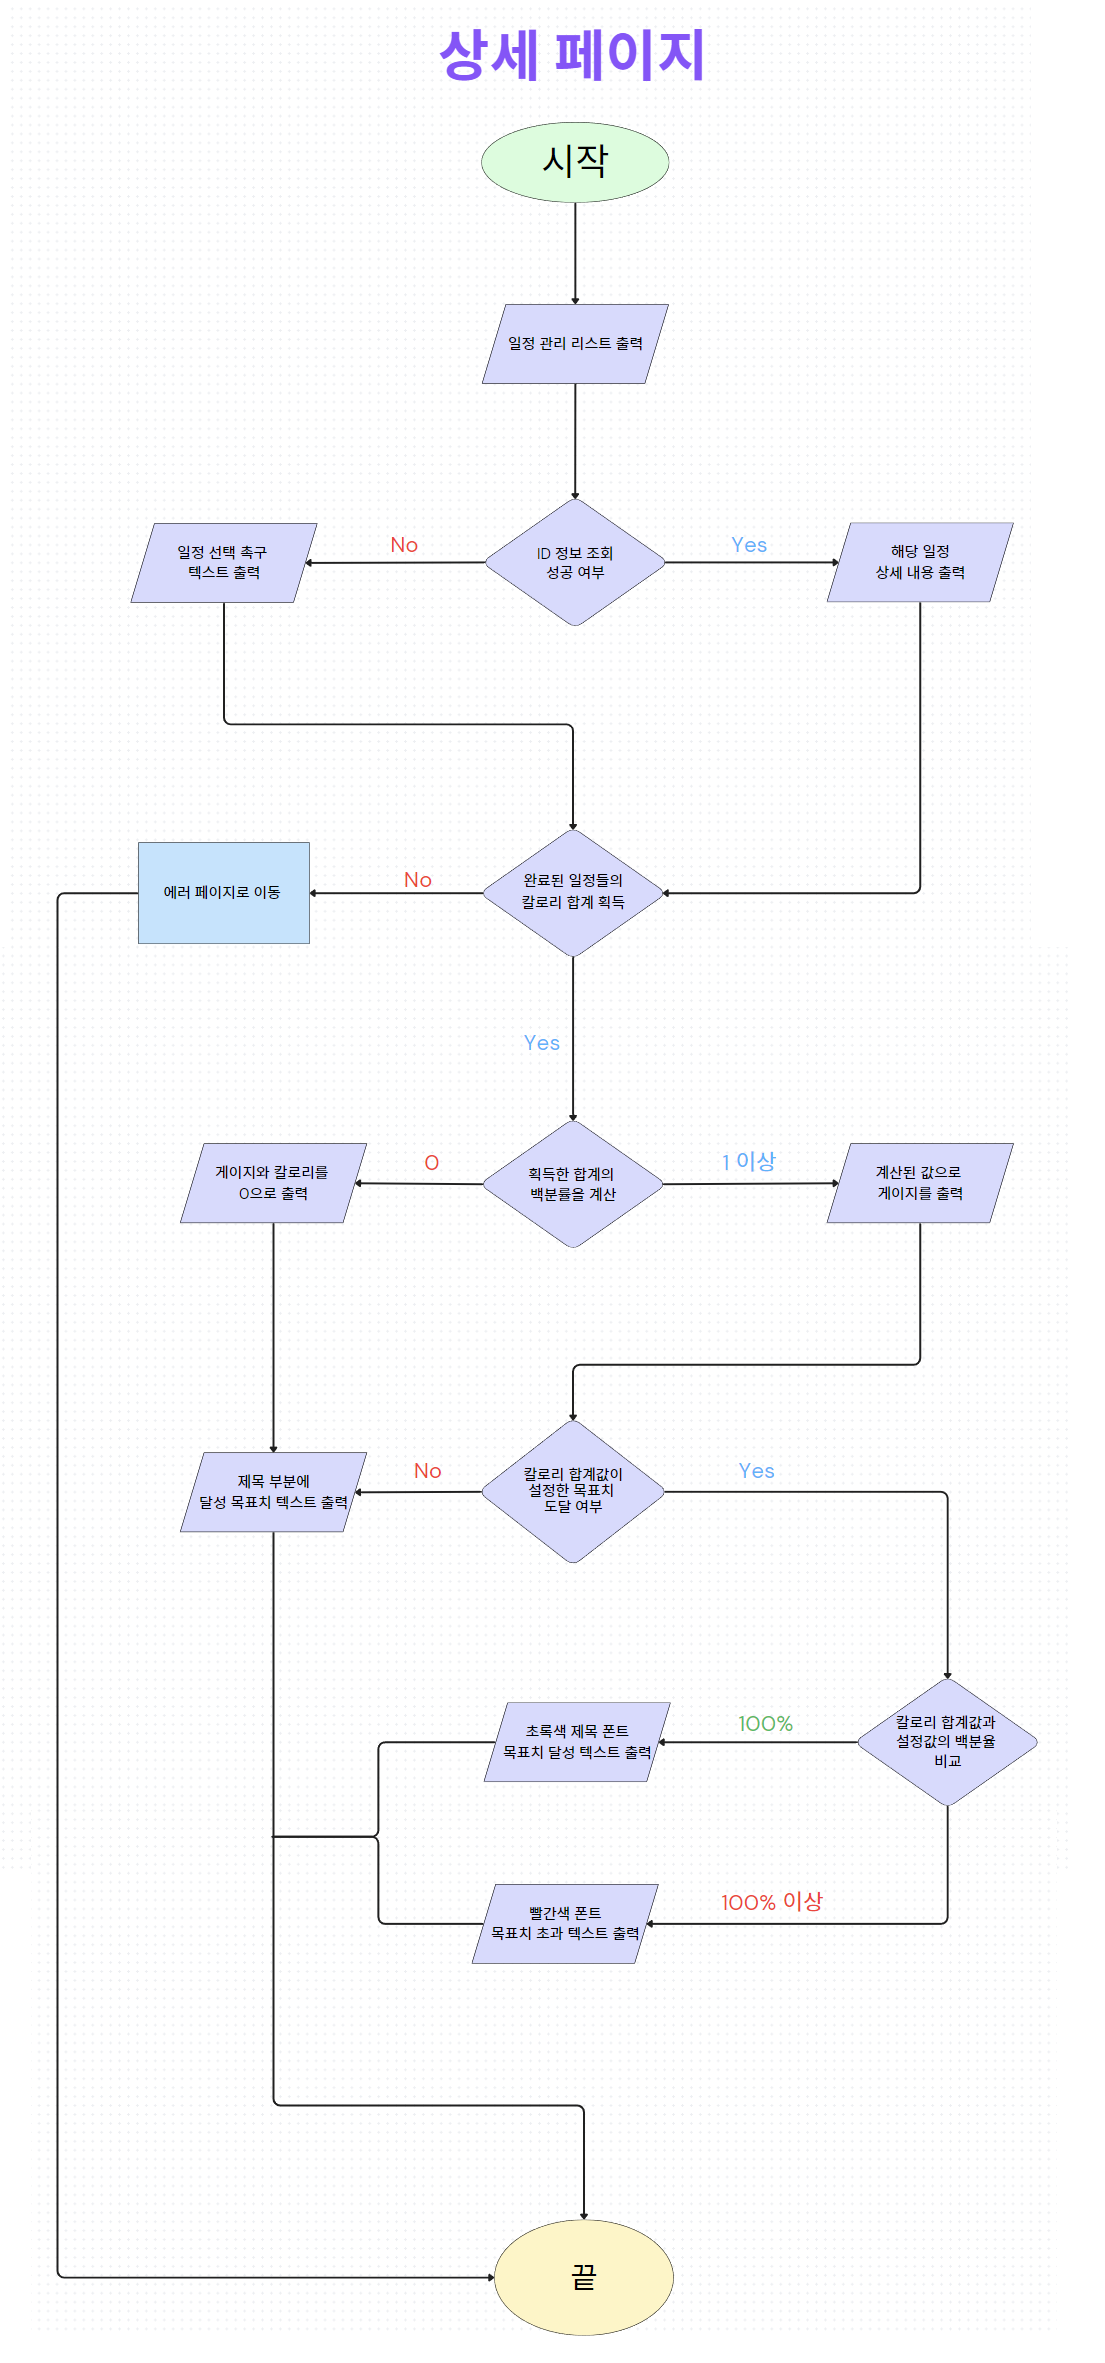 상세 페이지
시작
일정 관리 리스트 출력
일정 선택 촉구
텍스트 출력
No
ID 정보 조회
성공 여부
Yes
해당 일정
상세 내용 출력
에러 페이지로 이동
No
완료된 일정들의
칼로리 합계 획득
Yes
게이지와 칼로리를
0으로 출력
0
획득한 합계의
백분률을 계산
1 이상
계산된 값으로
게이지를 출력
제목 부분에
달성 목표치 텍스트 출력
No
칼로리 합계값이
설정한 목표치
도달 여부
Yes
초록색 제목 폰트
목표치 달성 텍스트 출력
100%
칼로리 합계값과
설정값의 백분율
비교
빨간색 폰트
목표치 초과 텍스트 출력
100% 이상
끝